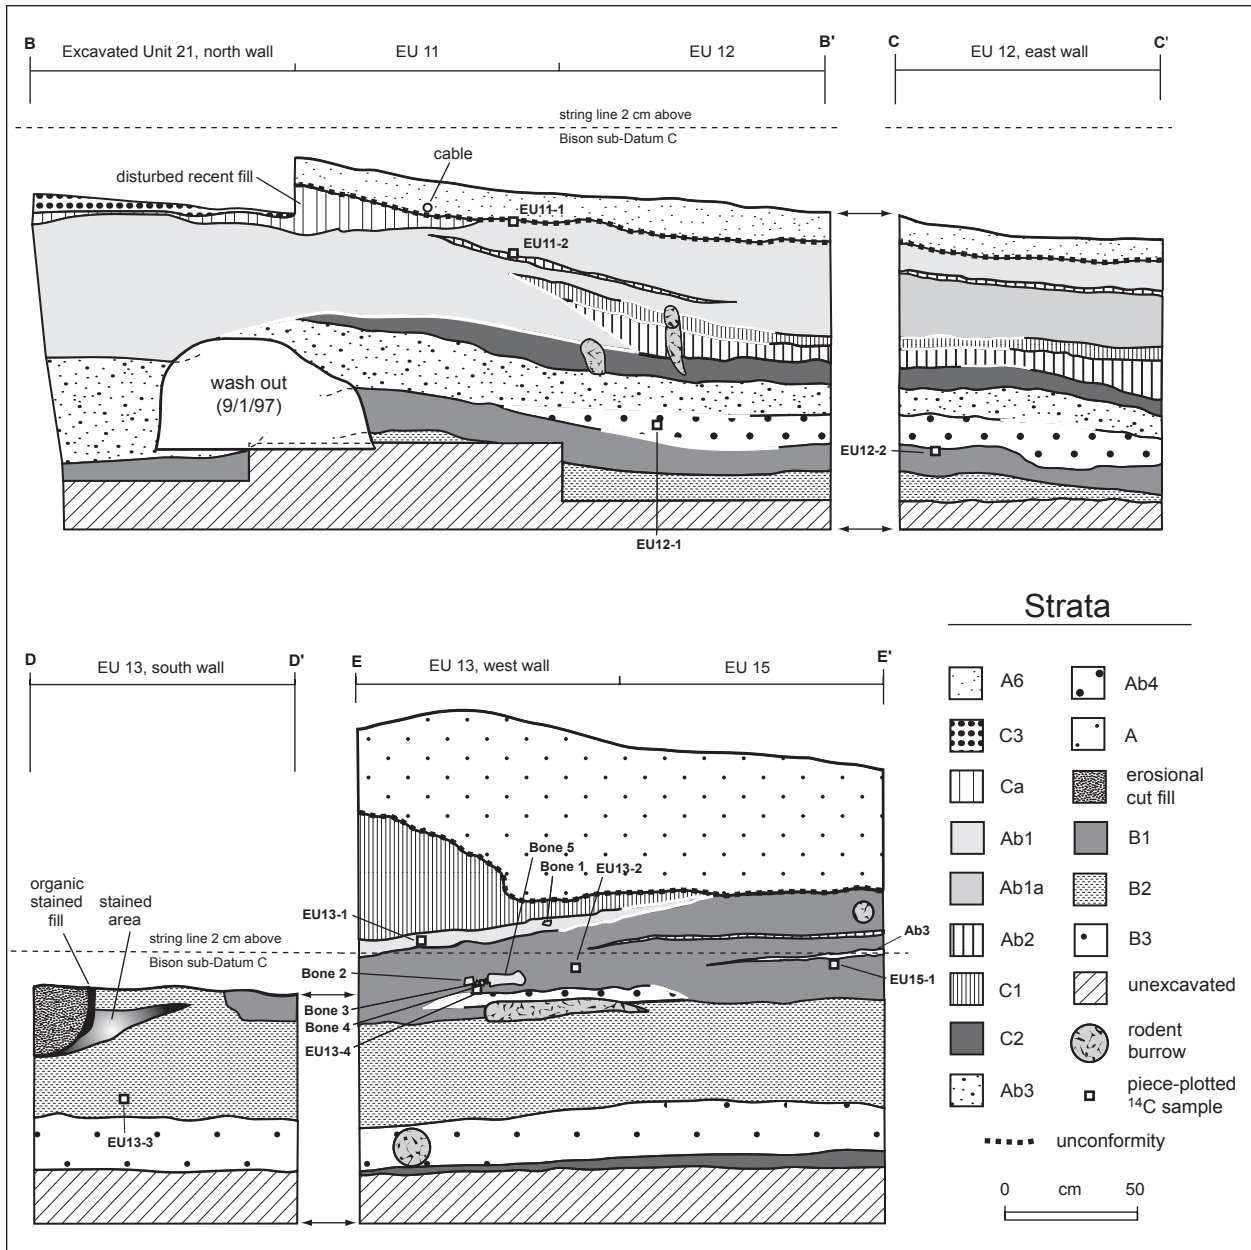 B
Excavated Unit 21, north wall
EU 11
EU 12
B'
C
EU 12, east wall
C'
string line 2 cm above
Bison sub-Datum C
cable
disturbed recent fill
EU11-1
EU11-2
wash out
(9/1/97)
EU12-2
EU12-1
D
EU 13, south wall
D'
E
EU 13, west wall
EU 15
E'
organic
stained
fill
stained
area
string line 2 cm above
Bison sub-Datum C
EU13-1
Bone 5
Bone 1
EU13-2
Ab3
Bone 2
Bone 3
Bone 4
EU13-4
EU15-1
EU13-3
Strata
A6
C3
Ca
Ab1
Ab1a
Ab2
C1
C2
Ab3
Ab4
A
erosional
cut fill
B1
B2
B3
unexcavated
rodent
burrow
piece-plotted
14C sample
unconformity
0 cm 50